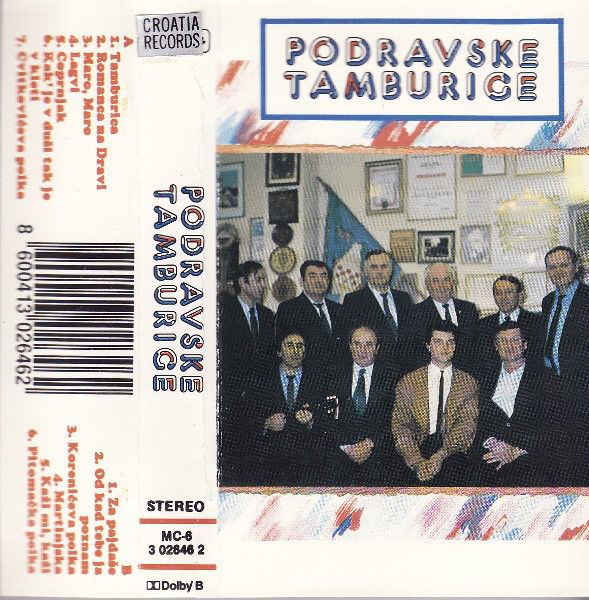 A
1. Tamburica
2. Romanca na Dravi
3. Maro, Maro
4. Lagvi
5. Coprnjak
6. Kak' je v duši tak je
v kleti
7. Cvitkovićeva polka
8 600413 026462
B
1. Za pajdaše
2. Od kad tebe ja
poznam
3. Korenićeva polka
4. Martinjska
5. Kaži mi, kaži
6. Pitomačka polka
CROATIA
RECORDS
PODRAVSKE
TAMBURICE
STEREO
MC-6
3 02646 2
Dolby B
PODRAVSKE
TAMBURICE